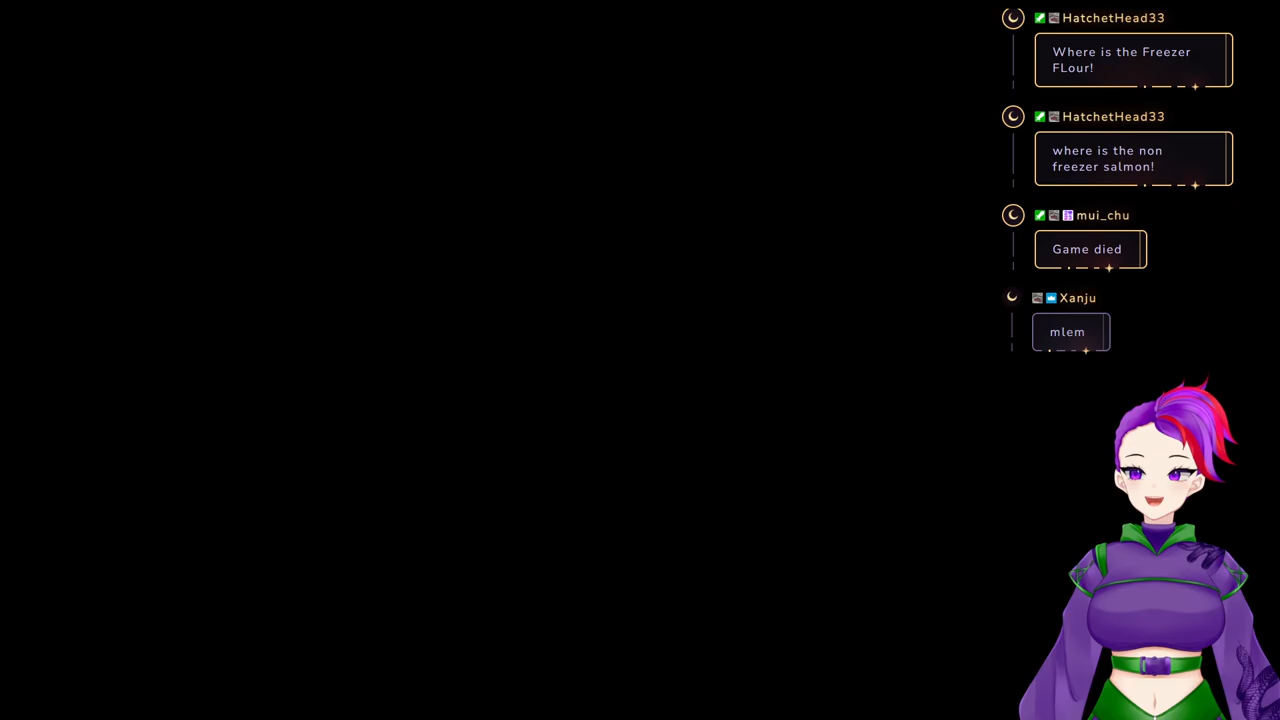 HatchetHead33
Where is the Freezer
FLour!
HatchetHead33
where is the non
freezer salmon!
mui_chu
Game died
Xanju
mlem